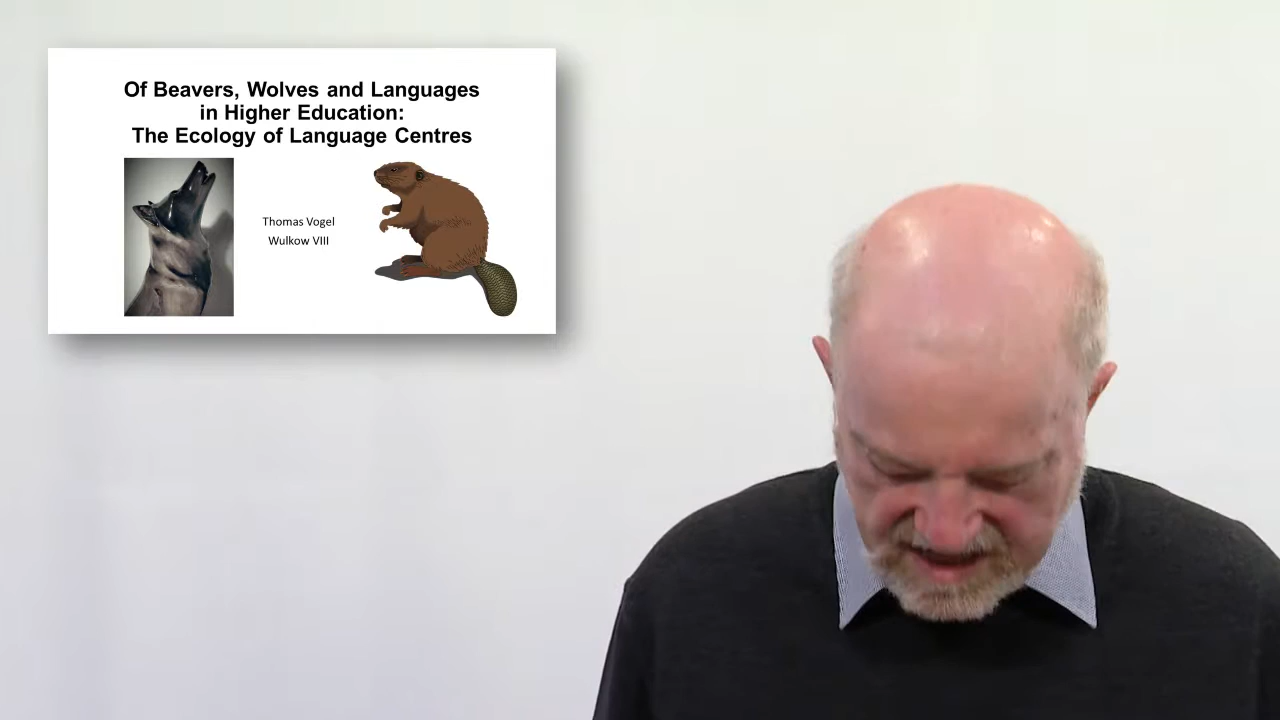 Of Beavers, Wolves and Languages
in Higher Education:
The Ecology of Language Centres
Thomas Vogel
Wulkow VIII